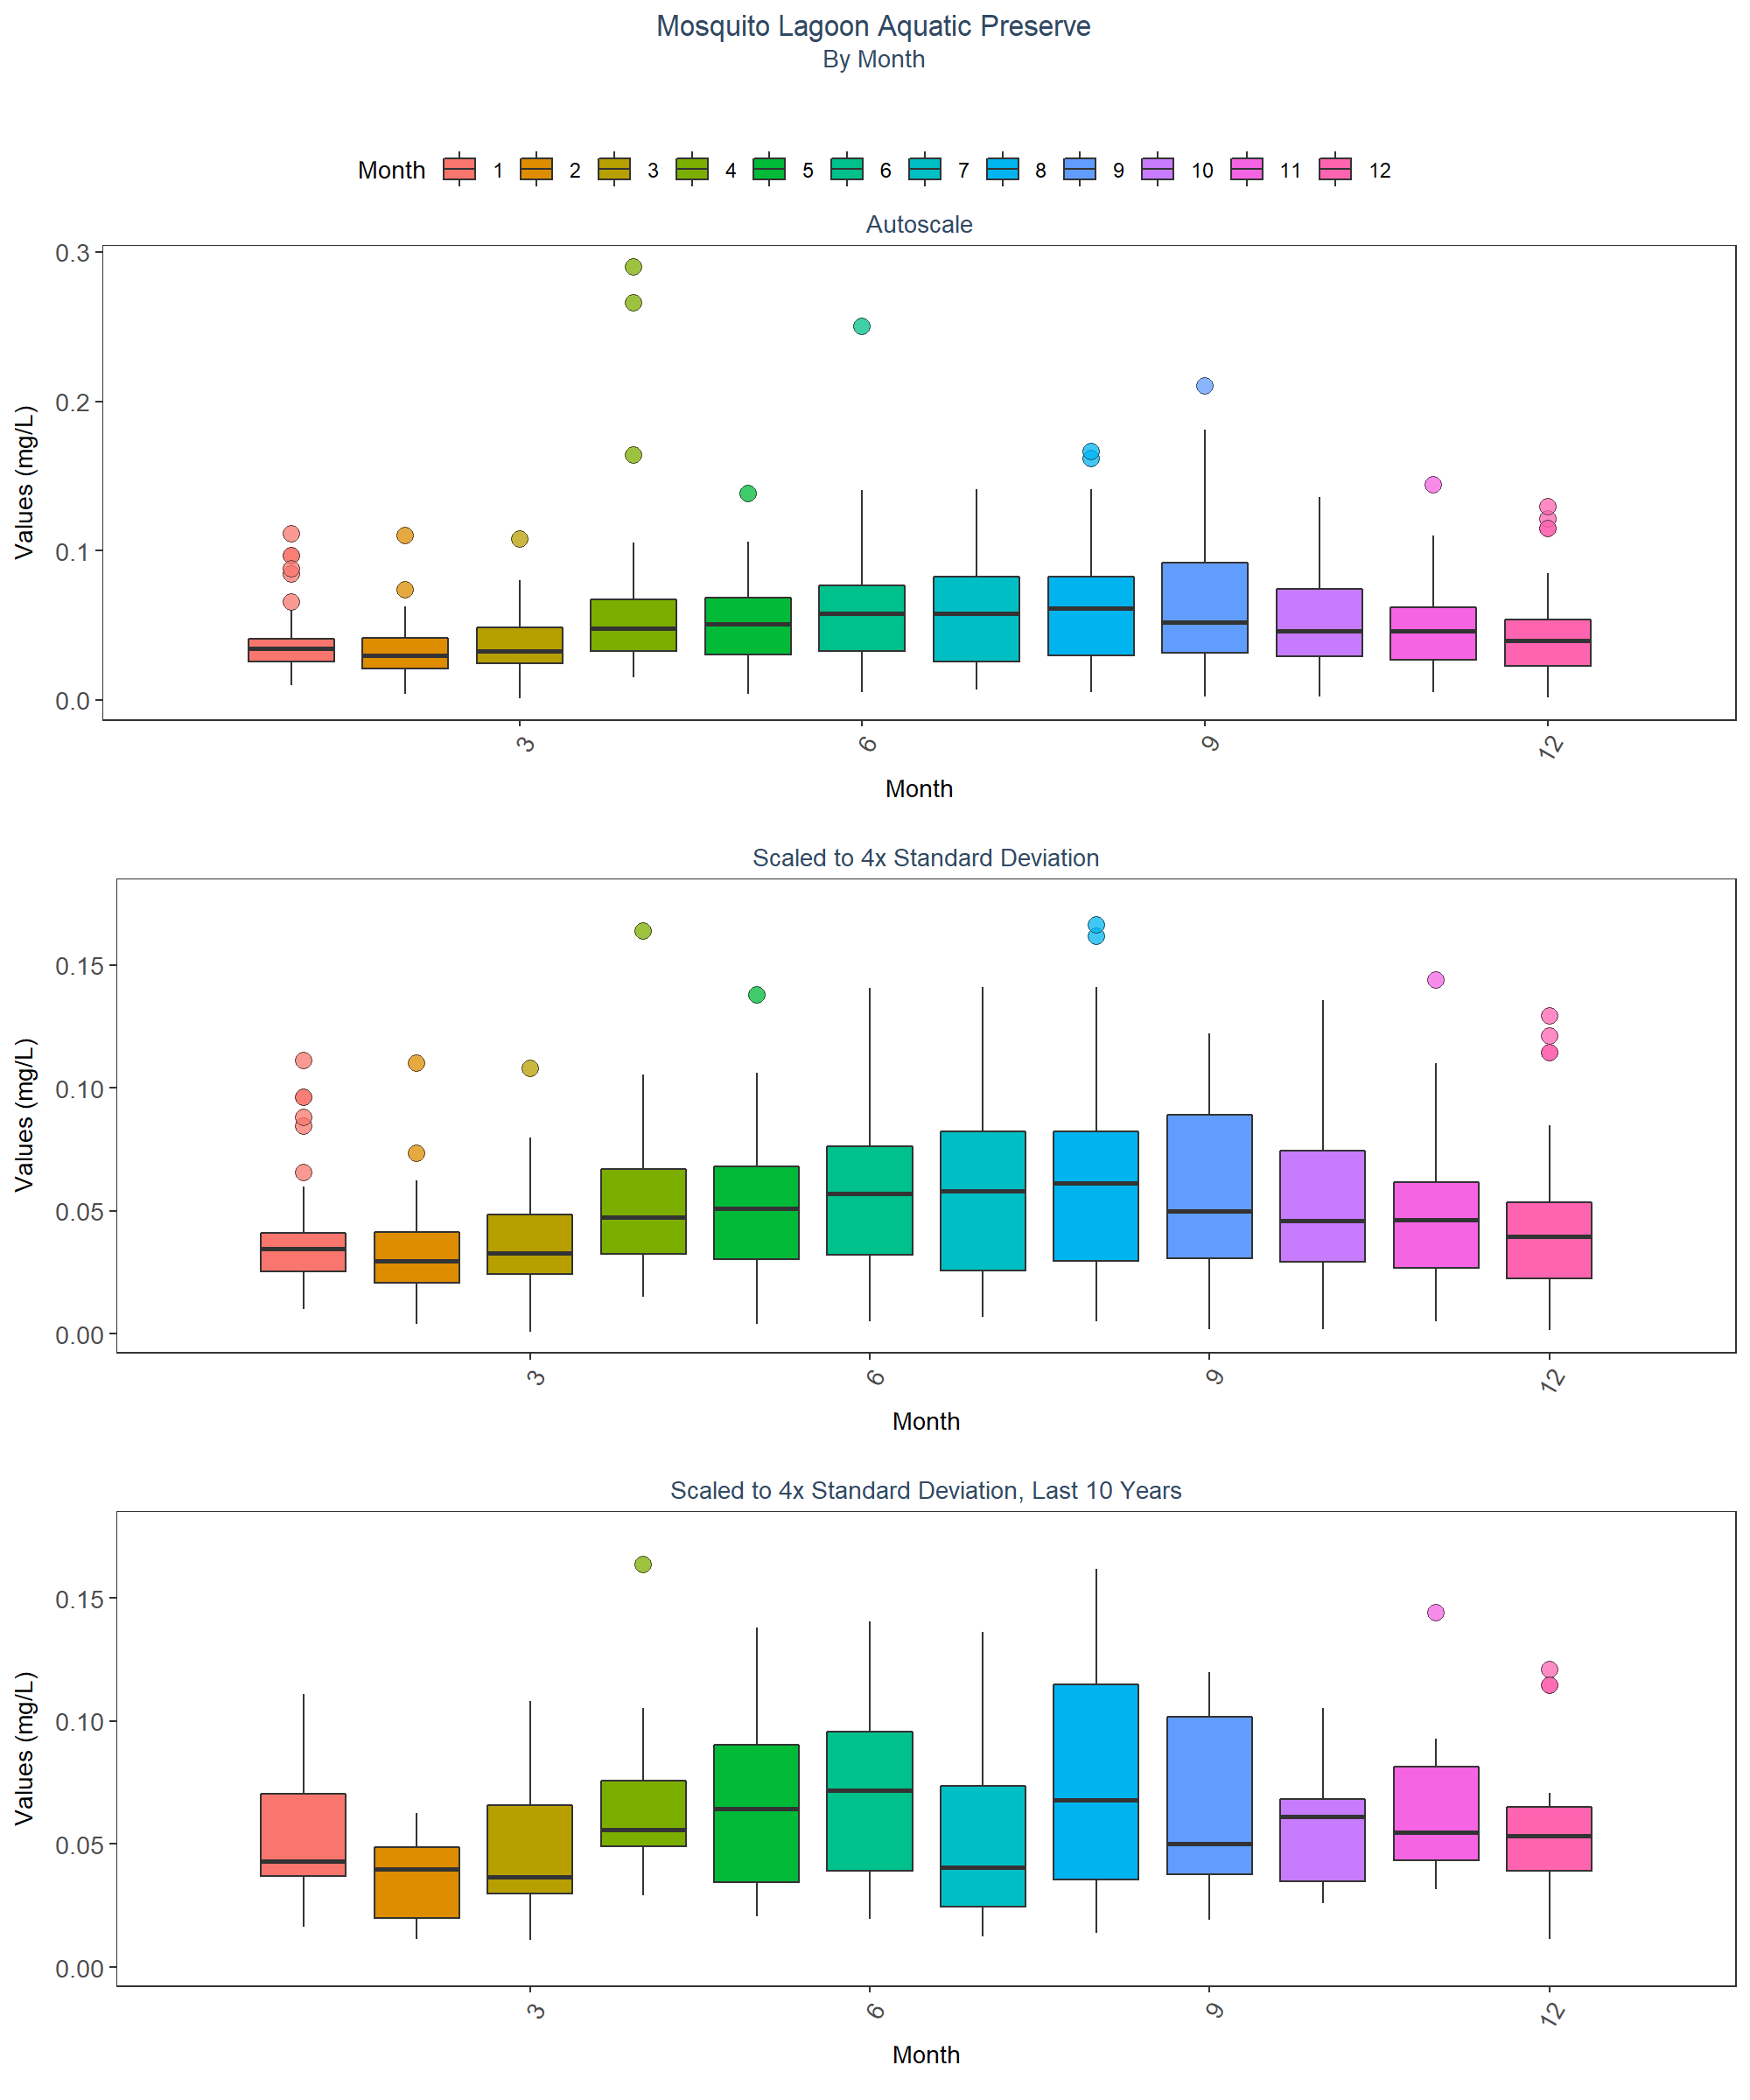 Mosquito Lagoon Aquatic Preserve
By Month
Month 1 2 3 4 5 6 7 8 9 10 11 12
Autoscale
Values (mg/L)
0.3
0.2
0.1
0.0
3 6 9 12
Month
Scaled to 4x Standard Deviation
Values (mg/L)
0.15
0.10
0.05
0.00
3 6 9 12
Month
Scaled to 4x Standard Deviation, Last 10 Years
Values (mg/L)
0.15
0.10
0.05
0.00
3 6 9 12
Month